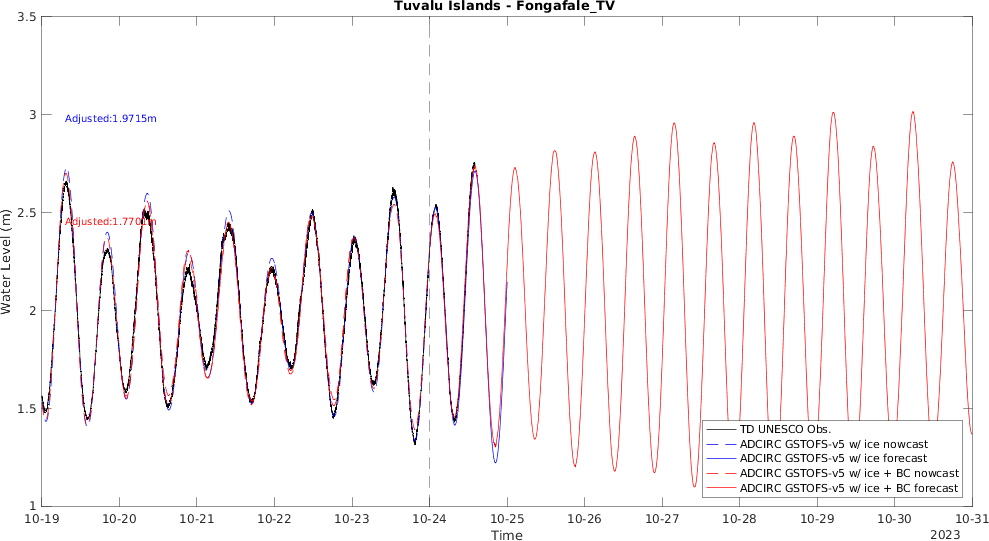 Tuvalu Islands - Fongafale_TV
3.5
3
2.5
2
1.5
1
Water Level (m)
Adjusted:1.9715m
TD UNESCO Obs.
ADCIRC GSTOFS-v5 w/ ice nowcast
ADCIRC GSTOFS-v5 w/ ice forecast
ADCIRC GSTOFS-v5 w/ ice + BC nowcast
ADCIRC GSTOFS-v5 w/ ice + BC forecast
10-19 10-20 10-21 10-22 10-23 10-24 10-25 10-26 10-27 10-28 10-29 10-30 10-31
Time
2023